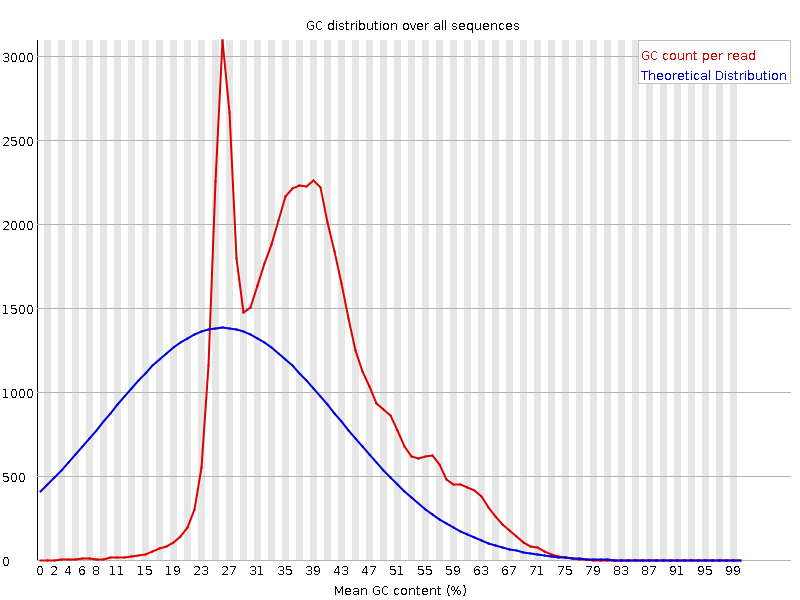 GC distribution over all sequences
GC count per read
Theoretical Distribution
3000
2500
2000
1500
1000
500
0
0 2 4 6 8 11 15 19 23 27 31 35 39 43 47 51 55 59 63 67 71 75 79 83 87 91 95 99
Mean GC content (%)